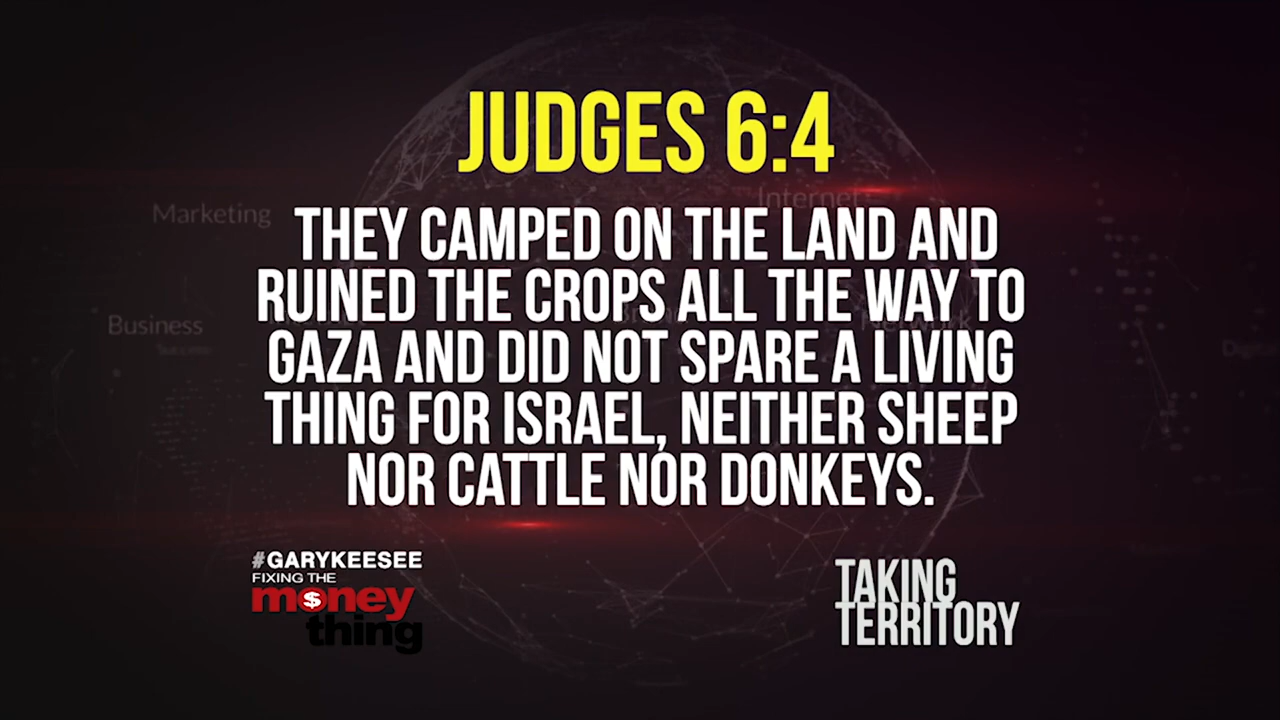 JUDGES 6:4
Internet
Marketing
THEY CAMPED ON THE LAND AND
RUINED THE CROPS ALL THE WAY TO
Business
Network
GAZA AND DID NOT SPARE A LIVING
THING FOR ISRAEL, NEITHER SHEEP
NOR CATTLE NOR DONKEYS.
#GARYKEESEE
FIXING THE
money
thing
TAKING
TERRITORY